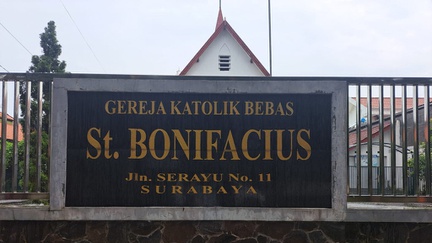 GEREJA KATOLIK BEBAS
St. BONIFACIUS
Jln. SERAYU No. 11
SURABAYA